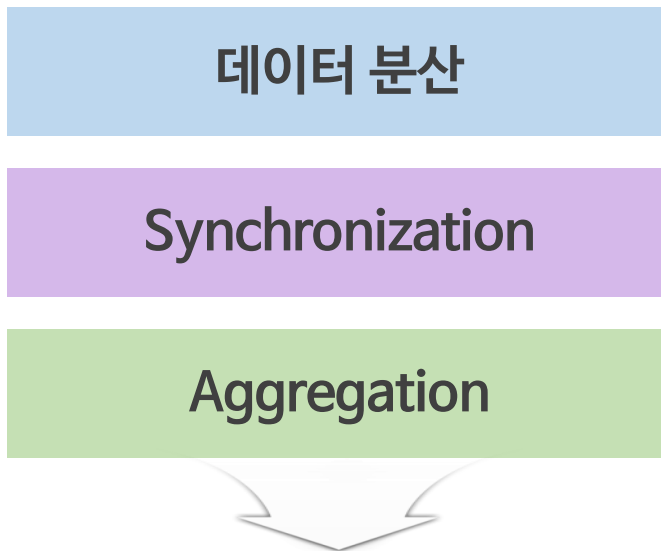 데이터 분산
Synchronization
Aggregation